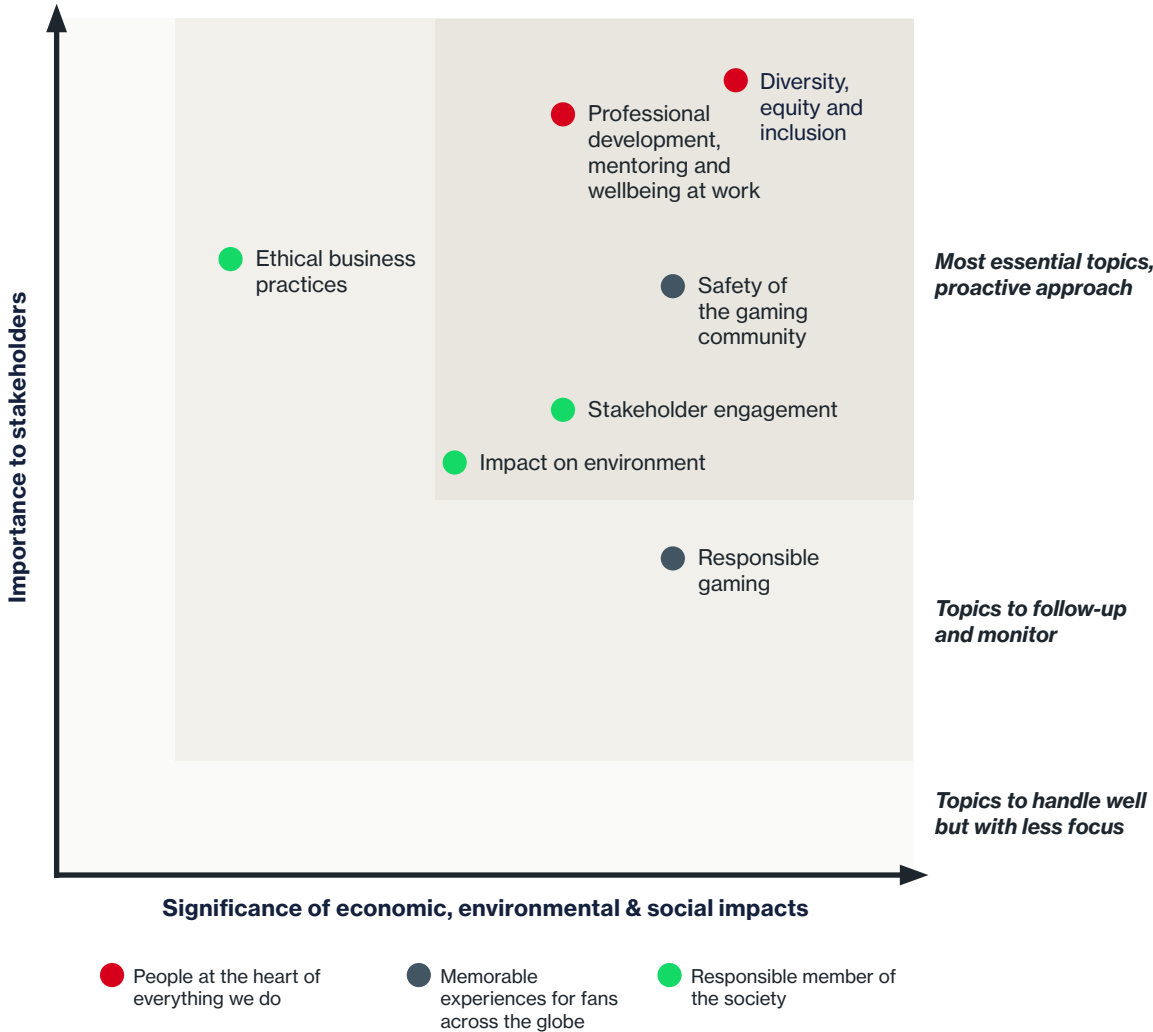 Diversity,
equity and
inclusion
Professional
development,
mentoring and
wellbeing at work
Ethical business
practices
Safety of
the gaming
community
Most essential topics,
proactive approach
Stakeholder engagement
Impact on environment
Responsible
gaming
Topics to follow-up
and monitor
Topics to handle well
but with less focus
Importance to stakeholders
Significance of economic, environmental & social impacts
People at the heart of
everything we do
Memorable
experiences for fans
across the globe
Responsible member of
the society